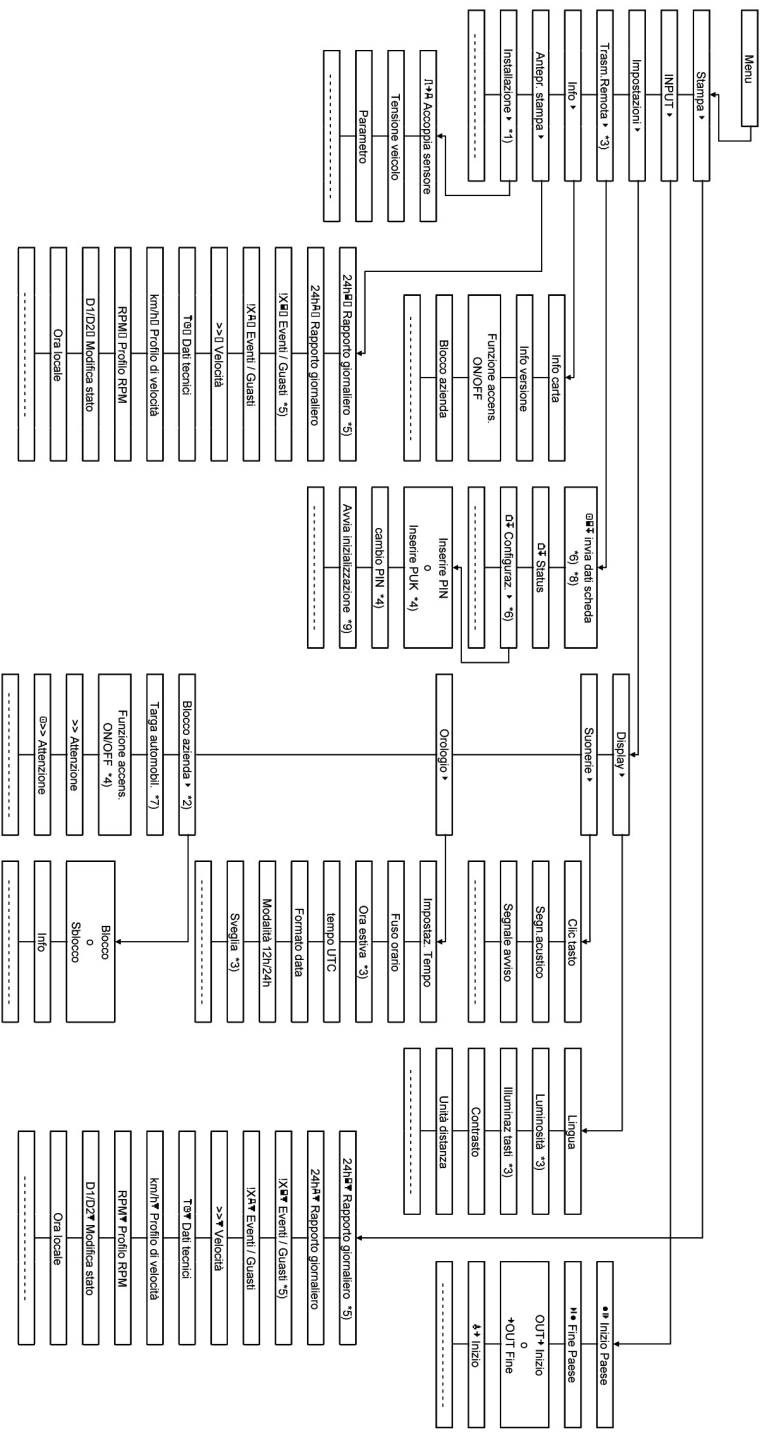 Menu
Stampa ▸
INPUT ▸
Impostazioni ▸
Trasm.Remota ▸ *3)
Info ▸
Antepr. stampa ▸
Installazione ▸ *1)
- - - - - - - - - - - - - - - -
Accoppia sensore
Tensione veicolo
Parametro
- - - - - - - - - - - - - - - -
24h Rapporto giornaliero *5)
24h Rapporto giornaliero
!X Eventi / Guasti *5)
!X Eventi / Guasti
>> Velocità
Dati tecnici
km/h Profilo di velocità
RPM Profilo RPM
D1/D2 Modifica stato
Ora locale
- - - - - - - - - - - - - - - -
Info carta
Info versione
Funzione accens.
ON/OFF
Blocco azienda
- - - - - - - - - - - - - - - -
invia dati scheda
*6) *8)
Status
Configuraz. ▸ *6)
- - - - - - - - - - - - - - - -
Inserire PIN
o
Inserire PUK *4)
cambio PIN *4)
Avvia inizializzazione *9)
- - - - - - - - - - - - - - - -
Display ▸
Suonerie ▸
Orologio ▸
Blocco azienda ▸ *2)
Targa automobil. *7)
Funzione accens.
ON/OFF *4)
>> Attenzione
>> Attenzione
- - - - - - - - - - - - - - - -
Clic tasto
Segn acustico
Segnale avviso
- - - - - - - - - - - - - - - -
Impostaz. Tempo
Fuso orario
Ora estiva *3)
tempo UTC
Formato data
Modalità 12h/24h
Sveglia *3)
- - - - - - - - - - - - - - - -
Blocco
o
Sblocco
Info
- - - - - - - - - - - - - - - -
Lingua
Luminosità *3)
Illuminaz tasti *3)
Contrasto
Unità distanza
- - - - - - - - - - - - - - - -
24h▼ Rapporto giornaliero *5)
24h▼ Rapporto giornaliero
!X▼ Eventi / Guasti *5)
!X▼ Eventi / Guasti
>>▼ Velocità
▼ Dati tecnici
km/h▼ Profilo di velocità
RPM▼ Profilo RPM
D1/D2▼ Modifica stato
Ora locale
- - - - - - - - - - - - - - - -
Inizio Paese
Fine Paese
OUT+ Inizio
o
+OUT Fine
Inizio
- - - - - - - - - - - - - - - -